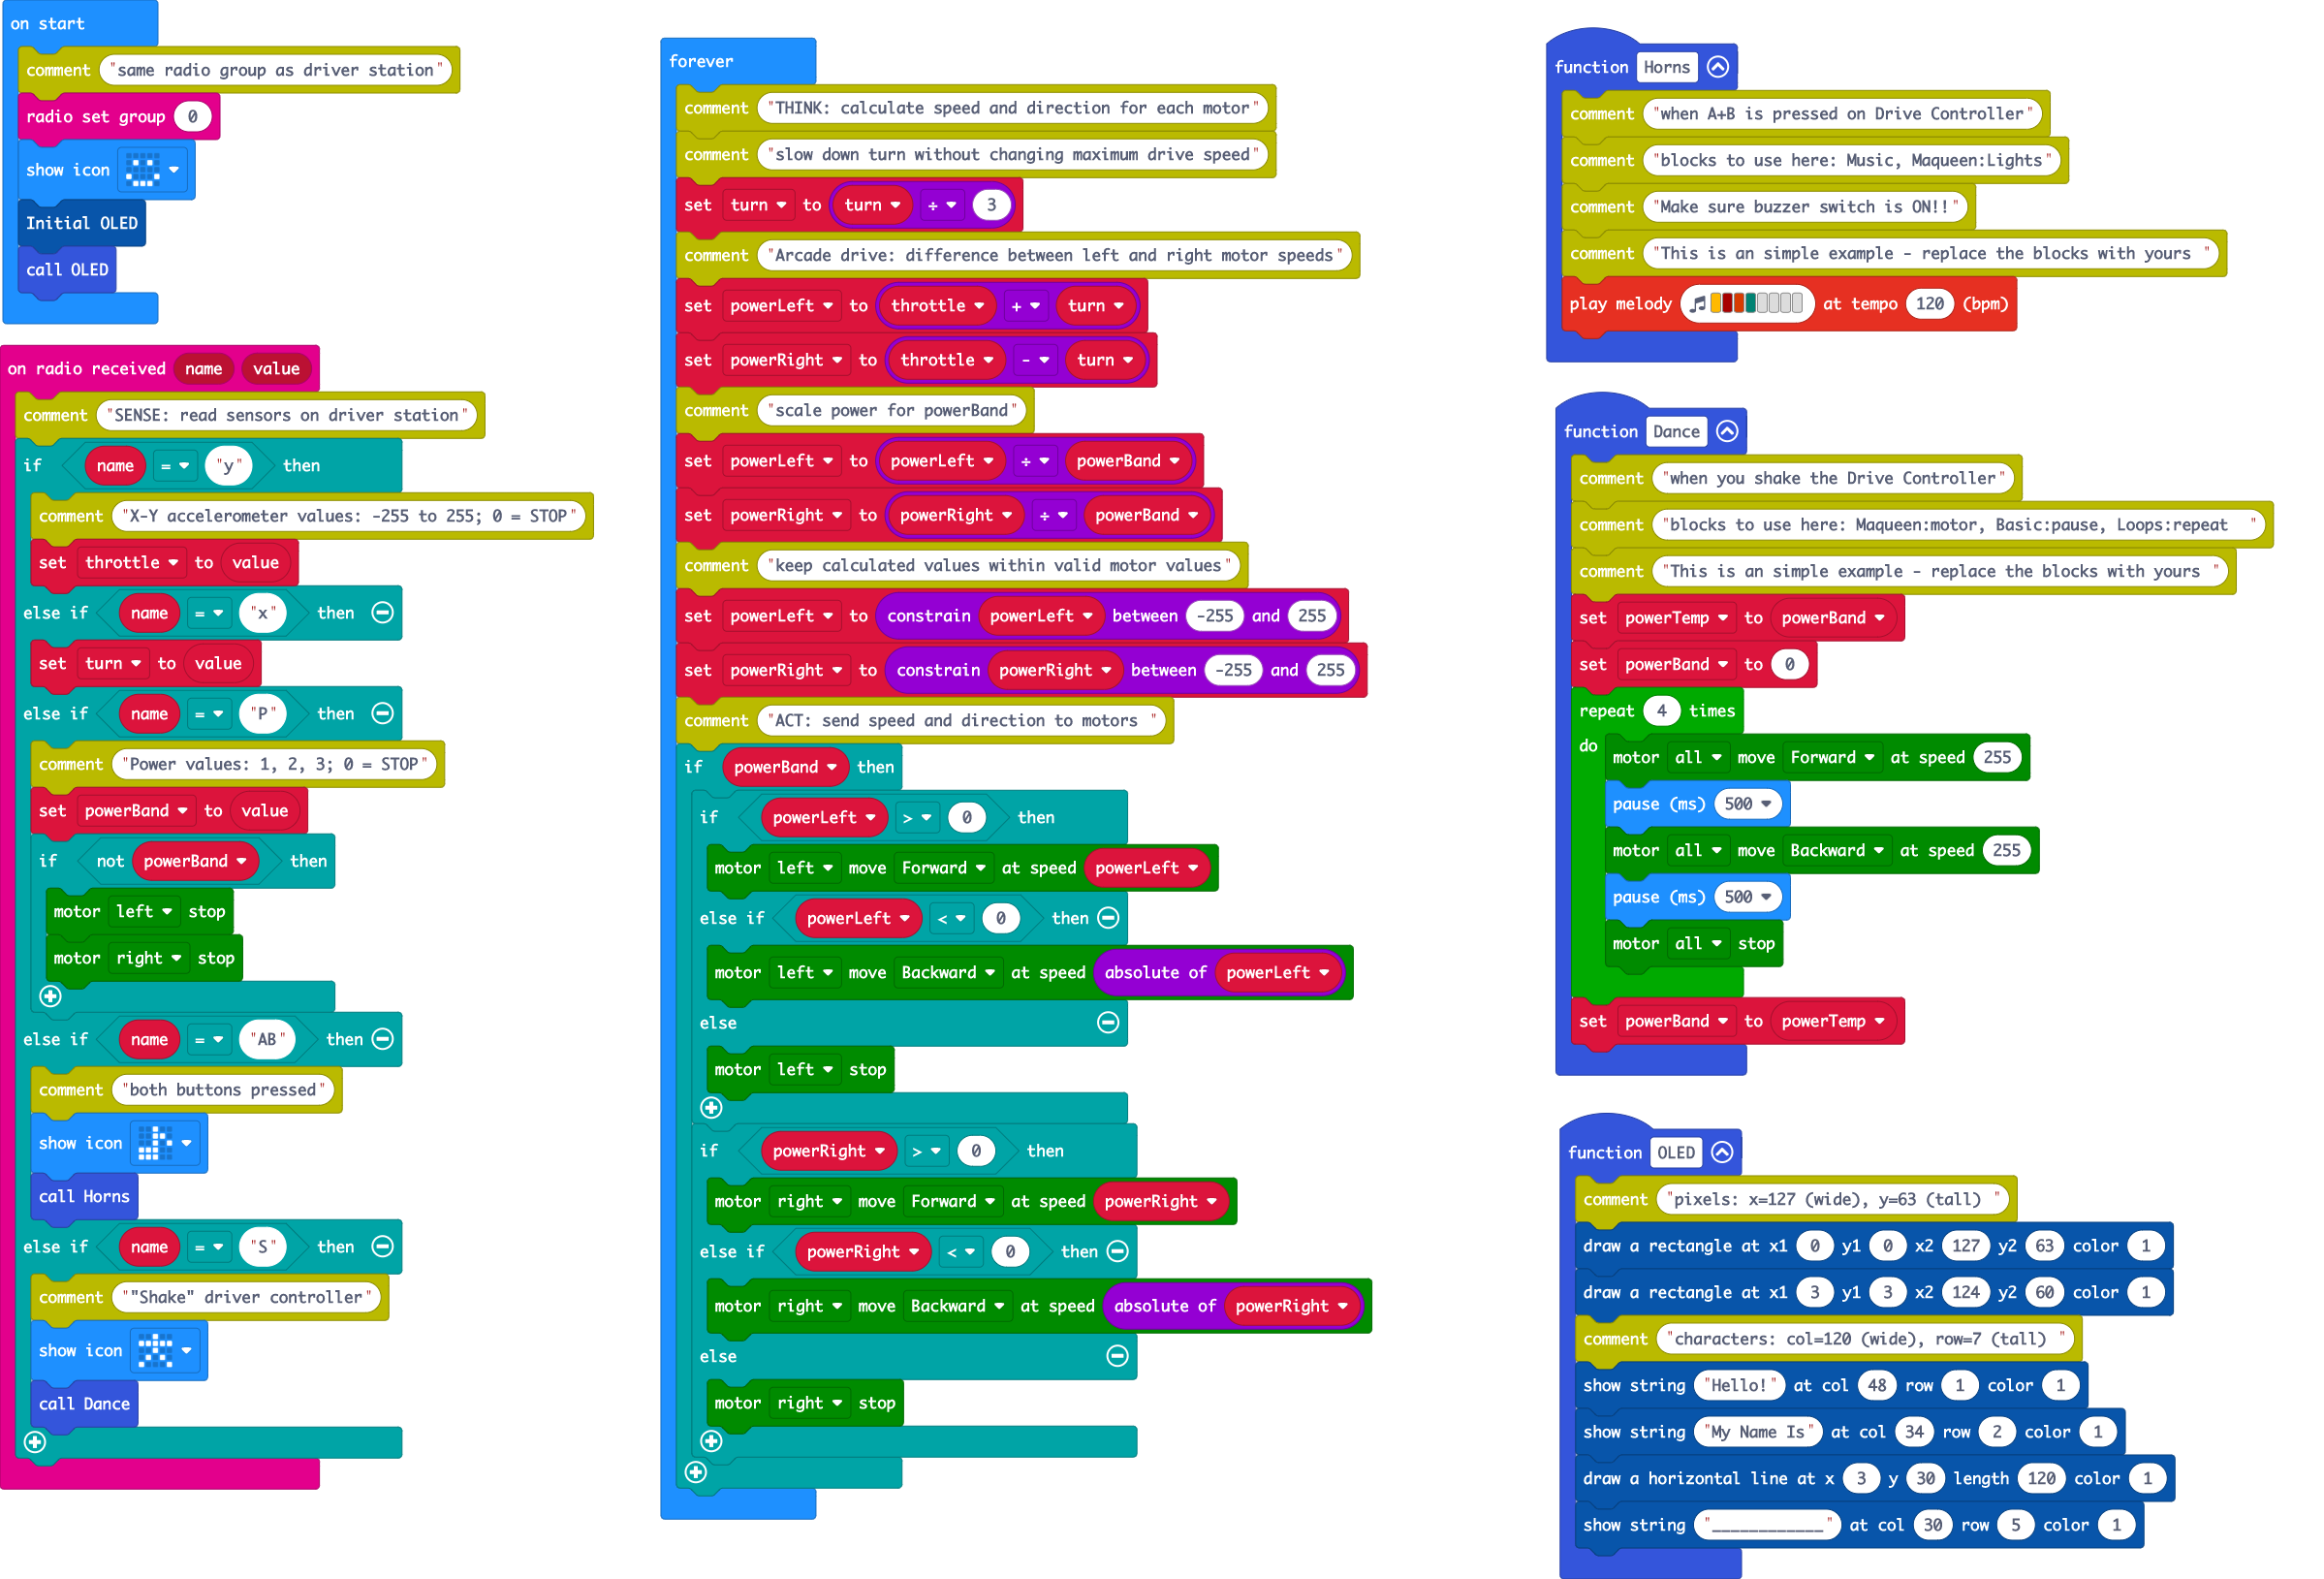 on start
comment "same radio group as driver station"
radio set group 0
show icon
Initial OLED
call OLED
on radio received name value
comment "SENSE: read sensors on driver station"
if name = "y" then
comment "X-Y accelerometer values: -255 to 255; 0 = STOP"
set throttle to value
else if name = "x" then
set turn to value
else if name = "P" then
comment "Power values: 1, 2, 3; 0 = STOP"
set powerBand to value
if not powerBand then
motor left stop
motor right stop
else if name = "AB" then
comment "both buttons pressed"
show icon
call Horns
else if name = "S" then
comment ""Shake" driver controller"
show icon
call Dance
forever
comment "THINK: calculate speed and direction for each motor"
comment "slow down turn without changing maximum drive speed"
set turn to turn ÷ 3
comment "Arcade drive: difference between left and right motor speeds"
set powerLeft to throttle + turn
set powerRight to throttle - turn
comment "scale power for powerBand"
set powerLeft to powerLeft ÷ powerBand
set powerRight to powerRight ÷ powerBand
comment "keep calculated values within valid motor values"
set powerLeft to constrain powerLeft between -255 and 255
set powerRight to constrain powerRight between -255 and 255
comment "ACT: send speed and direction to motors "
if powerBand then
if powerLeft > 0 then
motor left move Forward at speed powerLeft
else if powerLeft < 0 then
motor left move Backward at speed absolute of powerLeft
else
motor left stop
if powerRight > 0 then
motor right move Forward at speed powerRight
else if powerRight < 0 then
motor right move Backward at speed absolute of powerRight
else
motor right stop
function Horns
comment "when A+B is pressed on Drive Controller"
comment "blocks to use here: Music, Maqueen:Lights"
comment "Make sure buzzer switch is ON!!"
comment "This is an simple example - replace the blocks with yours "
play melody at tempo 120 (bpm)
function Dance
comment "when you shake the Drive Controller"
comment "blocks to use here: Maqueen:motor, Basic:pause, Loops:repeat "
comment "This is an simple example - replace the blocks with yours "
set powerTemp to powerBand
set powerBand to 0
repeat 4 times
do motor all move Forward at speed 255
pause (ms) 500
motor all move Backward at speed 255
pause (ms) 500
motor all stop
set powerBand to powerTemp
function OLED
comment "pixels: x=127 (wide), y=63 (tall) "
draw a rectangle at x1 0 y1 0 x2 127 y2 63 color 1
draw a rectangle at x1 3 y1 3 x2 124 y2 60 color 1
comment "characters: col=120 (wide), row=7 (tall) "
show string "Hello!" at col 48 row 1 color 1
show string "My Name Is" at col 34 row 2 color 1
draw a horizontal line at x 3 y 30 length 120 color 1
show string "____________" at col 30 row 5 color 1